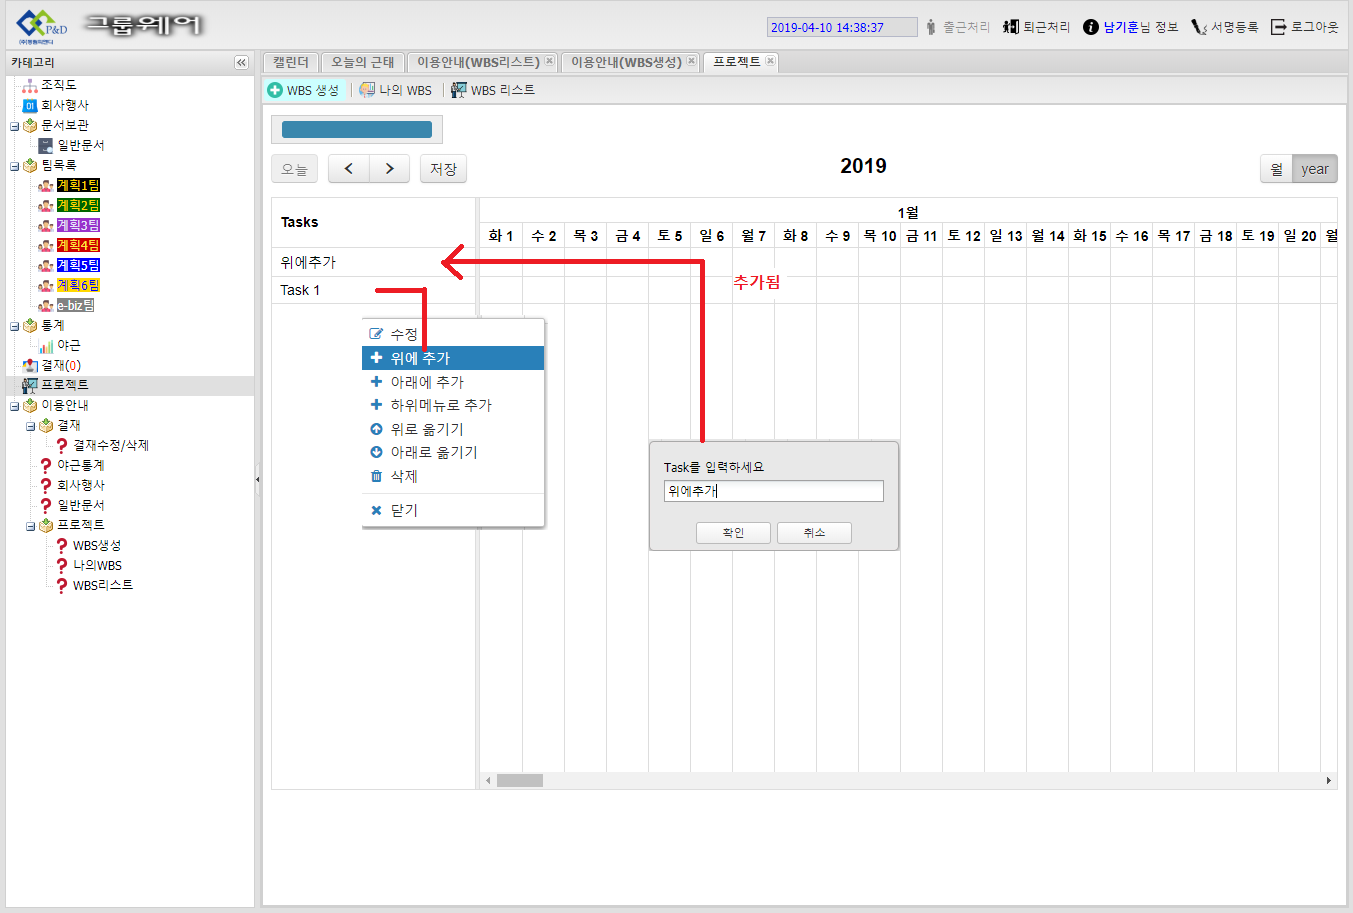 P&D
그룹웨어
2019-04-10 14:38:37
출근처리
퇴근처리
남기훈님 정보
서명등록
로그아웃
카테고리
조직도
회사행사
문서보관
일반문서
팀목록
계획1팀
계획2팀
계획3팀
계획4팀
계획5팀
계획6팀
e-biz팀
통계
야근
결재(0)
프로젝트
이용안내
결재
결재수정/삭제
야근통계
회사행사
일반문서
프로젝트
WBS생성
나의WBS
WBS리스트
캘린더
오늘의 근태
이용안내(WBS리스트)
이용안내(WBS생성)
프로젝트
WBS 생성
나의 WBS
WBS 리스트
오늘
저장
2019
월
year
Tasks
1월
화 1 수 2 목 3 금 4 토 5 일 6 월 7 화 8 수 9 목 10 금 11 토 12 일 13 월 14 화 15 수 16 목 17 금 18 토 19 일 20 월
위에추가
추가됨
Task 1
수정
위에 추가
아래에 추가
하위메뉴로 추가
위로 옮기기
아래로 옮기기
삭제
닫기
Task를 입력하세요
위에추가
확인
취소